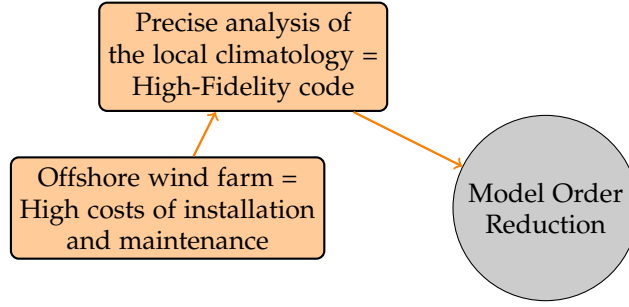 Precise analysis of
the local climatology =
High-Fidelity code
Offshore wind farm =
High costs of installation
and maintenance
Model Order
Reduction